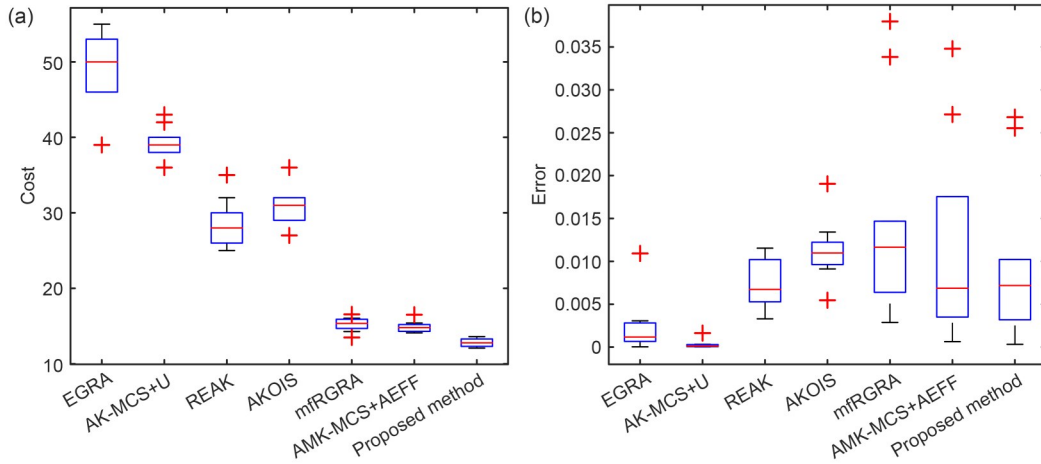 (a)
Cost
50
40
30
20
10
EGRA
AK-MCS+U
REAK
AKOIS
mfRGRA
AMK-MCS+AEFF
Proposed method
(b)
Error
0.035
0.030
0.025
0.020
0.015
0.010
0.005
0
EGRA
AK-MCS+U
REAK
AKOIS
mfRGRA
AMK-MCS+AEFF
Proposed method